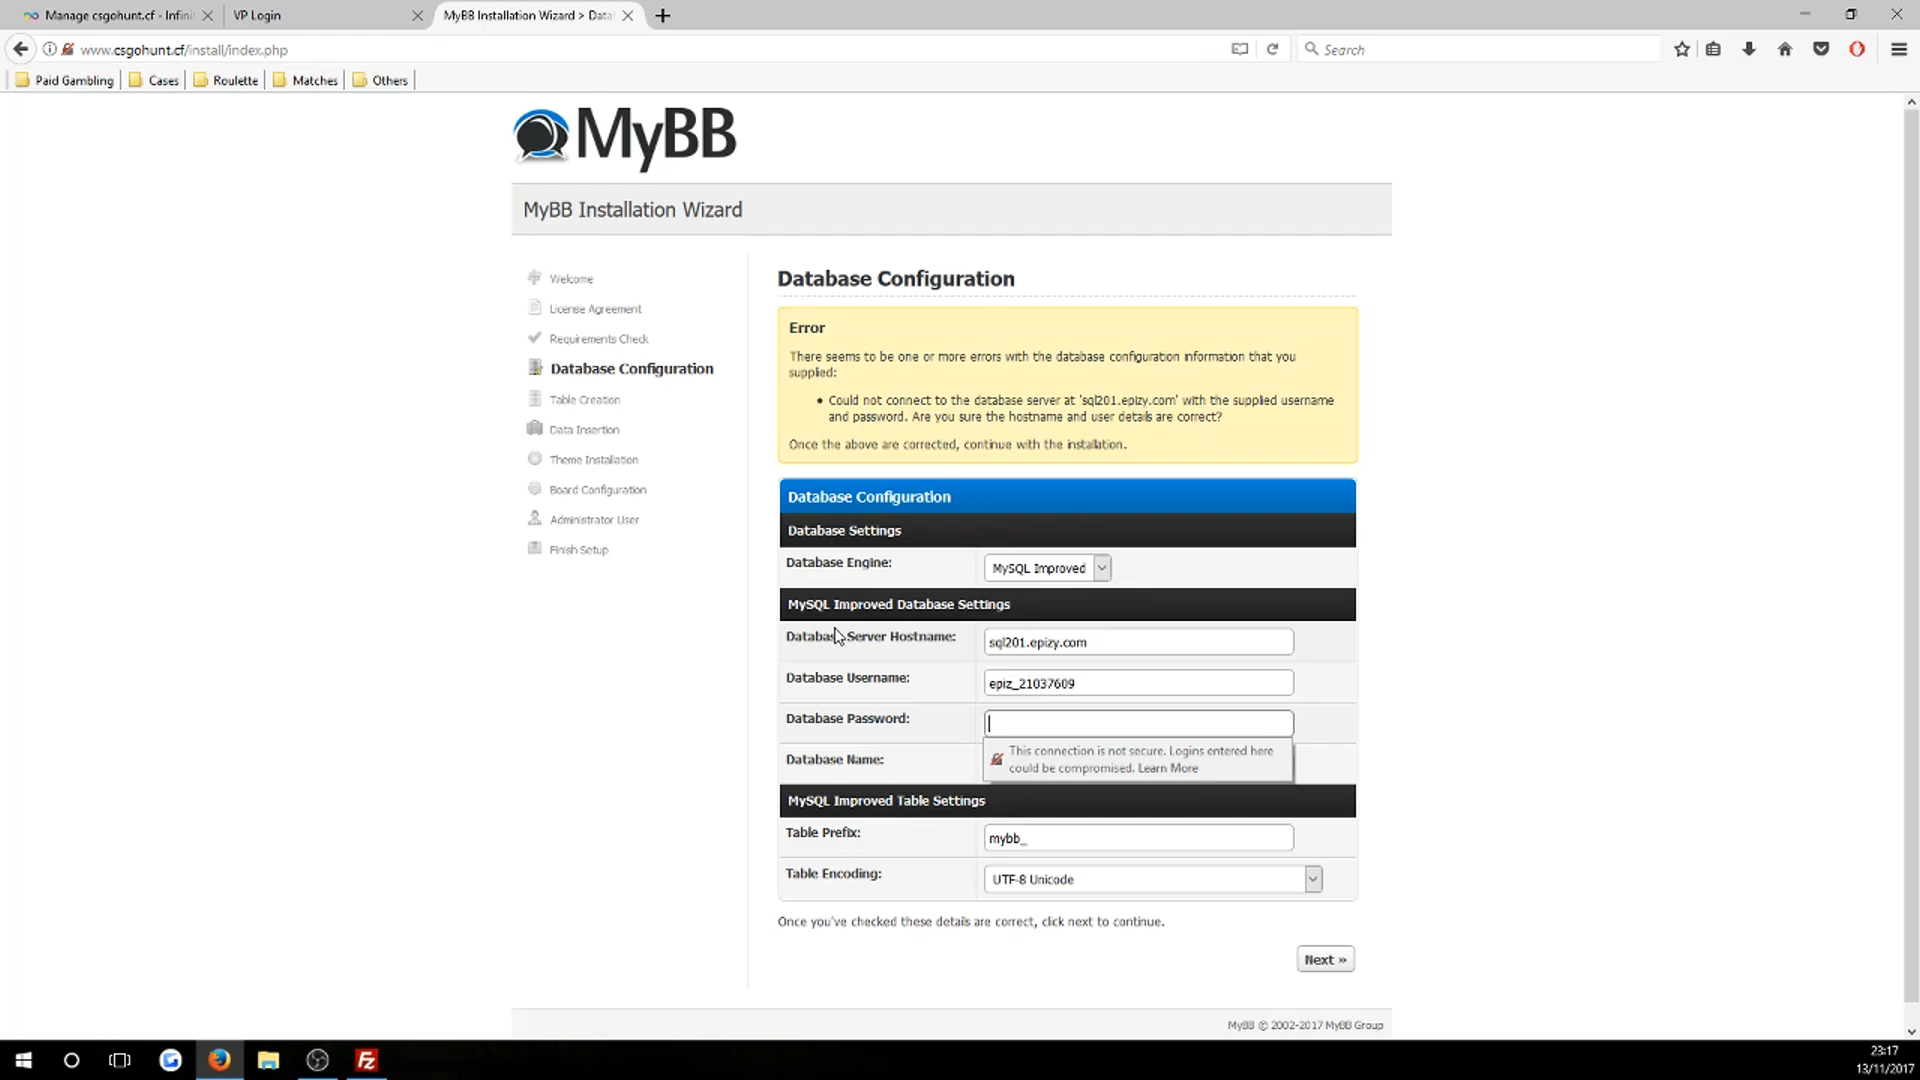 Manage csgohunt.cf - Infini
VP Login
MyBB Installation Wizard > Data
www.csgohunt.cf/install/index.php
Search
Paid Gambling
Cases
Roulette
Matches
Others
MyBB
MyBB Installation Wizard
Welcome
License Agreement
Requirements Check
Database Configuration
Table Creation
Data Insertion
Theme Installation
Board Configuration
Administrator User
Finish Setup
Database Configuration
Error
There seems to be one or more errors with the database configuration information that you
supplied:
• Could not connect to the database server at 'sql201.epizy.com' with the supplied username
and password. Are you sure the hostname and user details are correct?
Once the above are corrected, continue with the installation.
Database Configuration
Database Settings
Database Engine:
MySQL Improved
MySQL Improved Database Settings
Database Server Hostname:
sql201.epizy.com
Database Username:
epiz_21037609
Database Password:
This connection is not secure. Logins entered here
could be compromised. Learn More
Database Name:
MySQL Improved Table Settings
Table Prefix:
mybb_
Table Encoding:
UTF-8 Unicode
Once you've checked these details are correct, click next to continue.
Next »
MyBB © 2002-2017 MyBB Group
23:17
13/11/2017